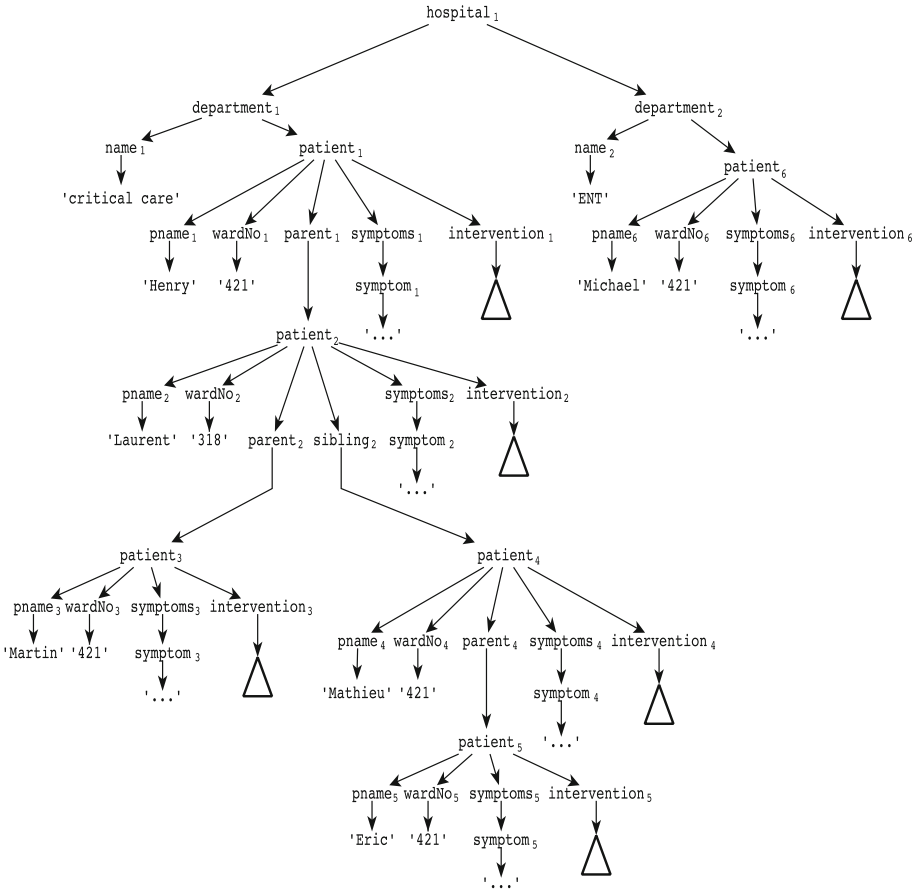 hospital₁
department₁ department₂
name₁ patient₁ name₂ patient₆
'critical care' 'ENT'
pname₁ wardNo₁ parent₁ symptoms₁ intervention₁ pname₆ wardNo₆ symptoms₆ intervention₆
'Henry' '421' symptom₁ 'Michael' '421' symptom₆
patient₂ '...' '...'
pname₂ wardNo₂ symptoms₂ intervention₂
'Laurent' '318' parent₂ sibling₂ symptom₂
'...'
patient₃ patient₄
pname₃ wardNo₃ symptoms₃ intervention₃
pname₄ wardNo₄ parent₄ symptoms₄ intervention₄
'Martin' '421' symptom₃
'...' 'Mathieu' '421' symptom₄
patient₅ '...'
pname₅ wardNo₅ symptoms₅ intervention₅
'Eric' '421' symptom₅
'...'